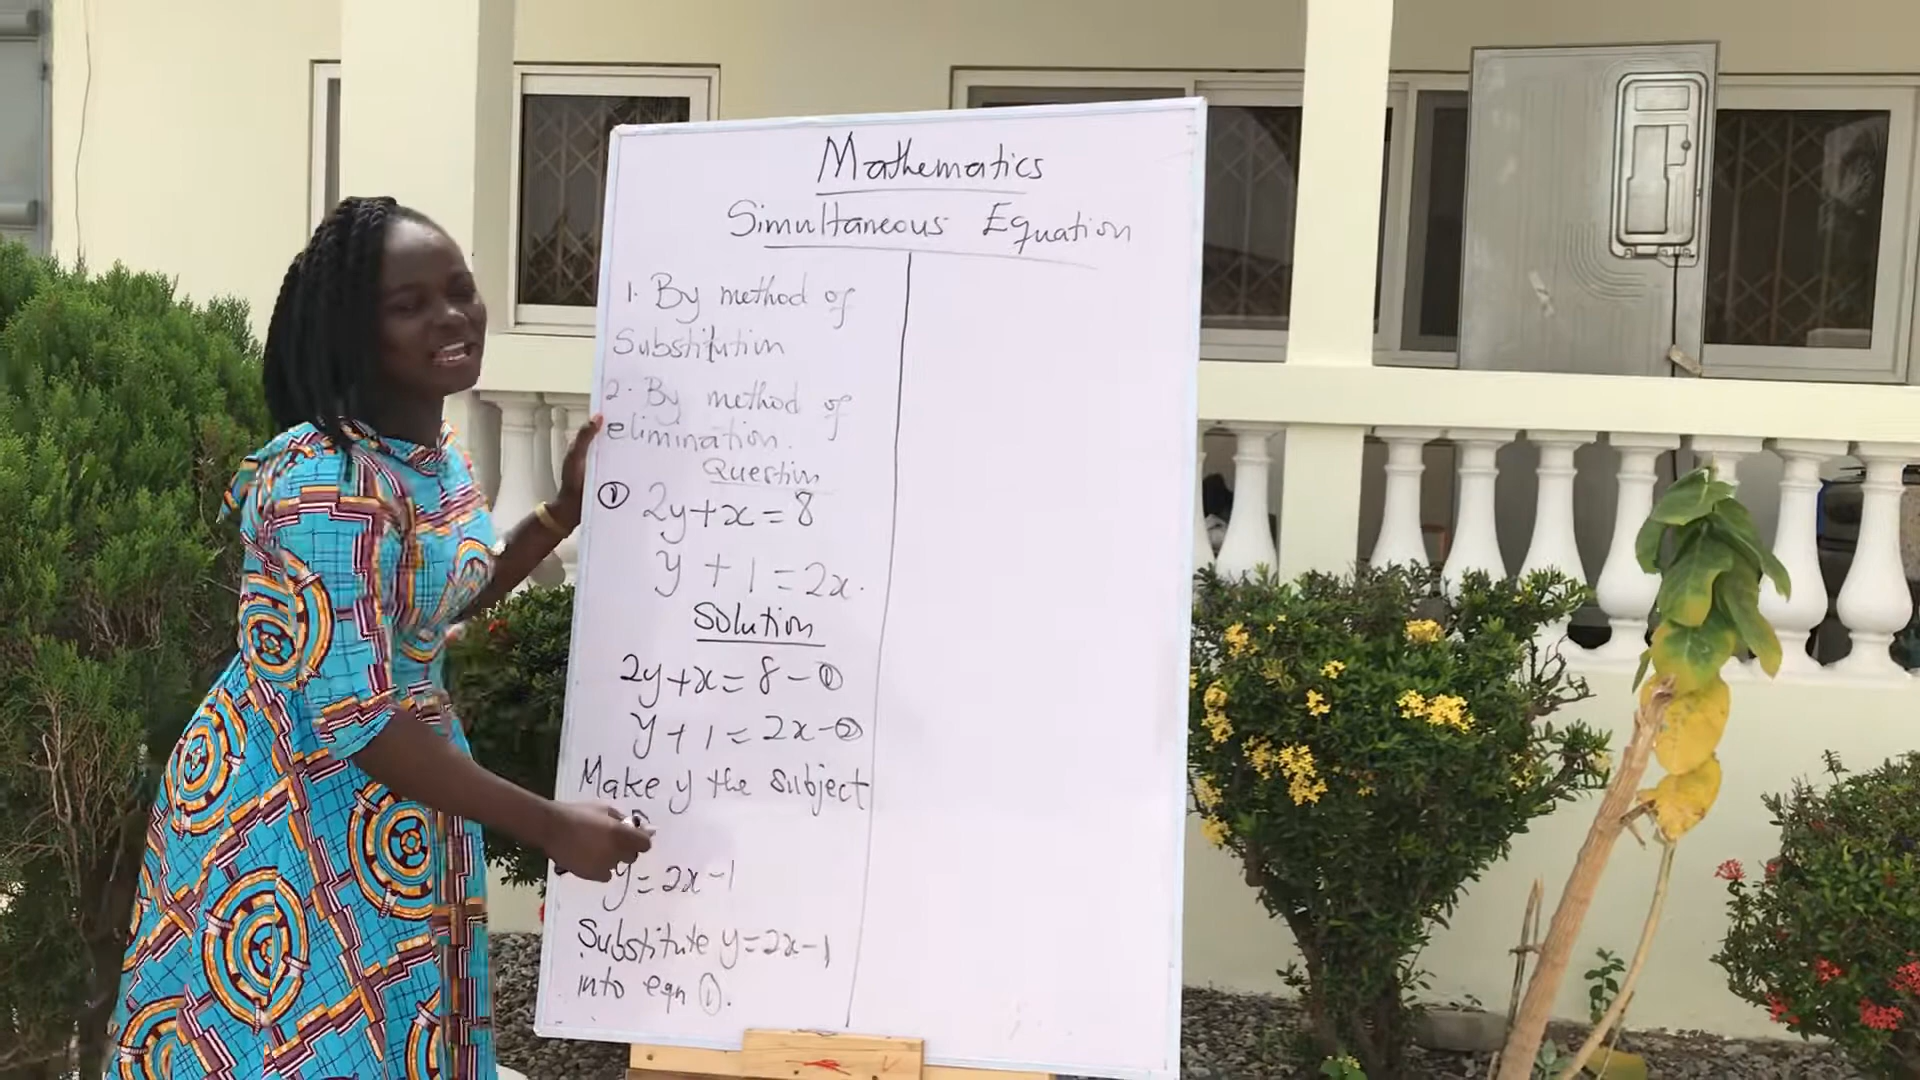 Mathematics
Simultaneous Equation
1. By method of
Substitution
2. By method of
elimination.
Question
① 2y+x=8
y+1=2x.
Solution
2y+x=8-①
y+1=2x-②
Make y the subject
y=2x-1
Substitute y=2x-1
into eqn ①.